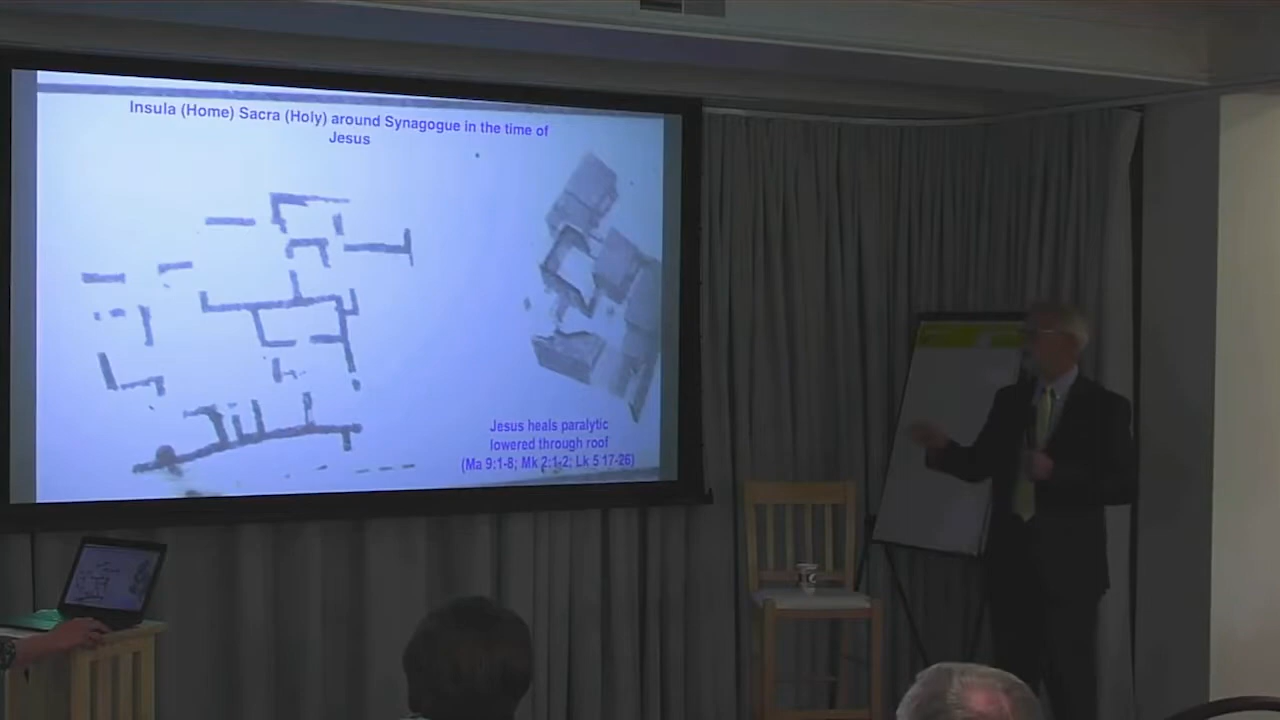 Insula (Home) Sacra (Holy) around Synagogue in the time of
Jesus
Jesus heals paralytic
lowered through roof
(Ma 9:1-8; Mk 2:1-2; Lk 5 17-26)